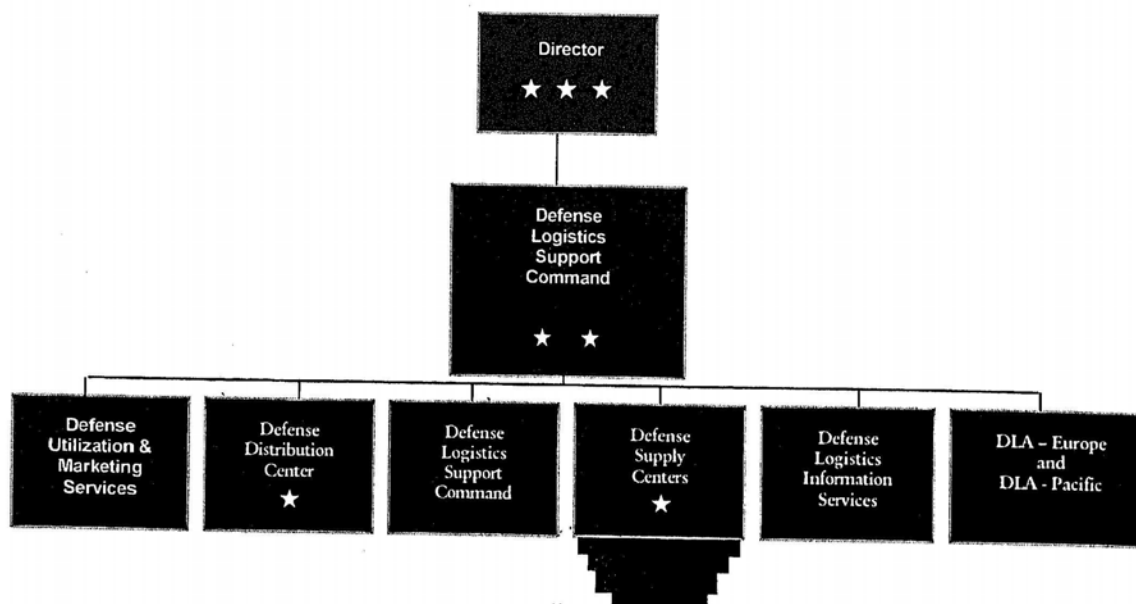 Director
Defense
Logistics
Support
Command
Defense
Utilization &
Marketing
Services
Defense
Distribution
Center
Defense
Logistics
Support
Command
Defense
Supply
Centers
Defense
Logistics
Information
Services
DLA – Europe
and
DLA - Pacific